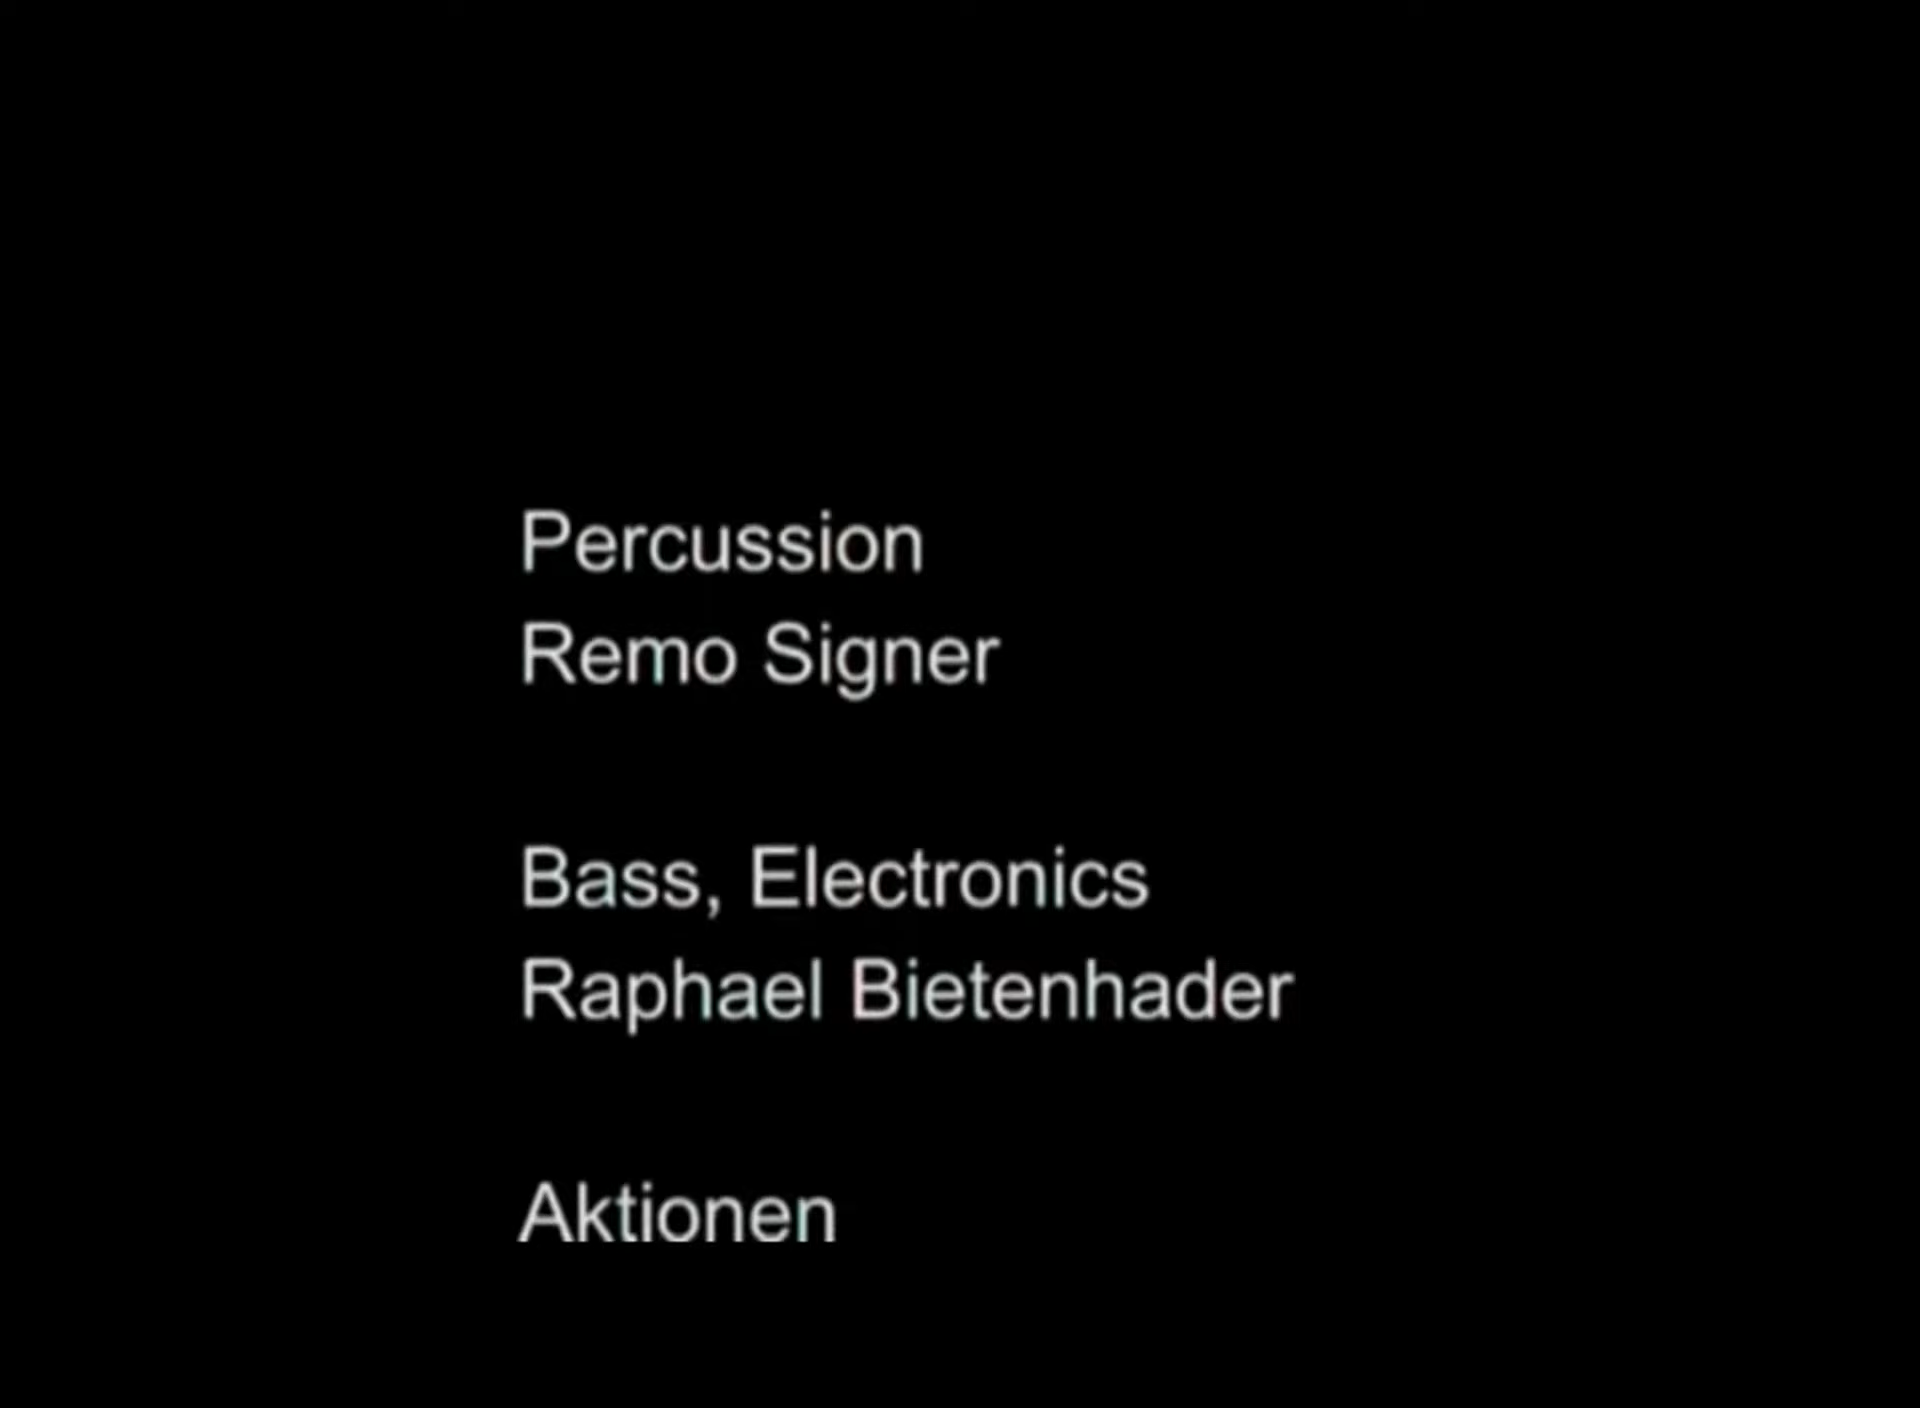 Percussion
Remo Signer
Bass, Electronics
Raphael Bietenhader
Aktionen